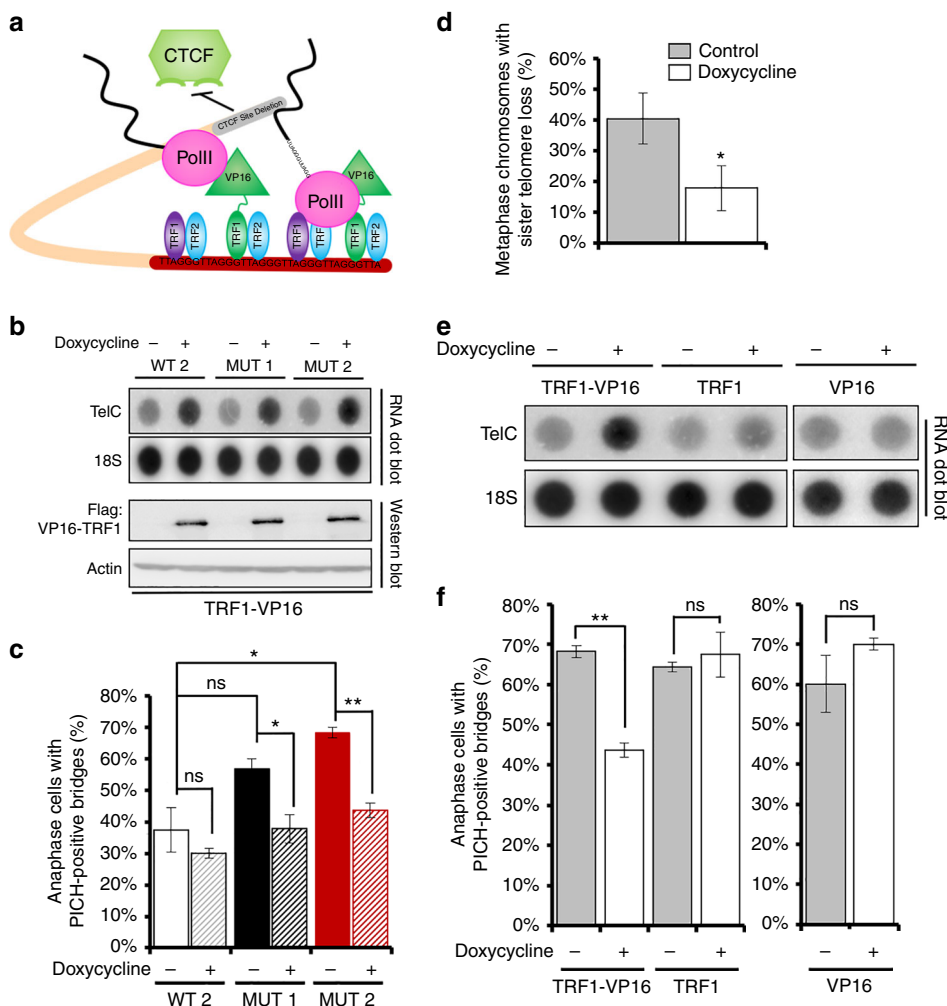 a
CTCF
CTCF Site Deletion
PolII
VP16
VP16
PolII
TRF1 TRF2 TRF1 TRF2 TRF1 TRF2 TRF1 TRF2
TTAGGGTTAGGGTTAGGGTTAGGGTTAGGGTTA
b
Doxycycline – + – + – +
WT 2 MUT 1 MUT 2
TelC
18S
RNA dot blot
Flag:
VP16-TRF1
Actin
Western blot
TRF1-VP16
c
Anaphase cells with
PICH-positive bridges (%)
80%
70%
60%
50%
40%
30%
20%
10%
0%
ns
ns
*
*
**
Doxycycline – + – + – +
WT 2 MUT 1 MUT 2
d
Metaphase chromosomes with
sister telomere loss (%)
60%
50%
40%
30%
20%
10%
0%
Control
Doxycycline
*
e
Doxycycline – + – + – +
TRF1-VP16 TRF1 VP16
TelC
18S
RNA dot blot
f
Anaphase cells with
PICH-positive bridges (%)
80%
70%
60%
50%
40%
30%
20%
10%
0%
**
ns
80%
70%
60%
50%
40%
30%
20%
10%
0%
ns
Doxycycline – + – + – +
TRF1-VP16 TRF1 VP16